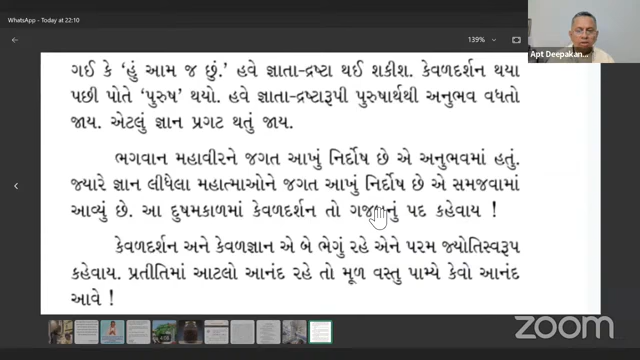 WhatsApp - Today at 22:10
139%
Apt Deepakan...
ગઈ કે ‘હું આમ જ છું.’ હવે જ્ઞાતા-દ્રષ્ટા થઈ શકીશ. કેવળદર્શન થયા
પછી પોતે ‘પુરુષ’ થયો. હવે જ્ઞાતા-દ્રષ્ટારૂપી પુરુષાર્થથી અનુભવ વધતો
જાય. એટલું જ્ઞાન પ્રગટ થતું જાય.
ભગવાન મહાવીરને જગત આખું નિર્દોષ છે એ અનુભવમાં હતું.
જ્યારે જ્ઞાન લીધેલા મહાત્માઓને જગત આખું નિર્દોષ છે એ સમજવામાં
આવ્યું છે. આ દુષમકાળમાં કેવળદર્શન તો ગજબનું પદ કહેવાય !
કેવળદર્શન અને કેવળજ્ઞાન એ બે ભેગું રહે એને પરમ જ્યોતિસ્વરૂપ
કહેવાય. પ્રતીતિમાં આટલો આનંદ રહે તો મૂળ વસ્તુ પામ્યે કેવો આનંદ
આવે !
zoom